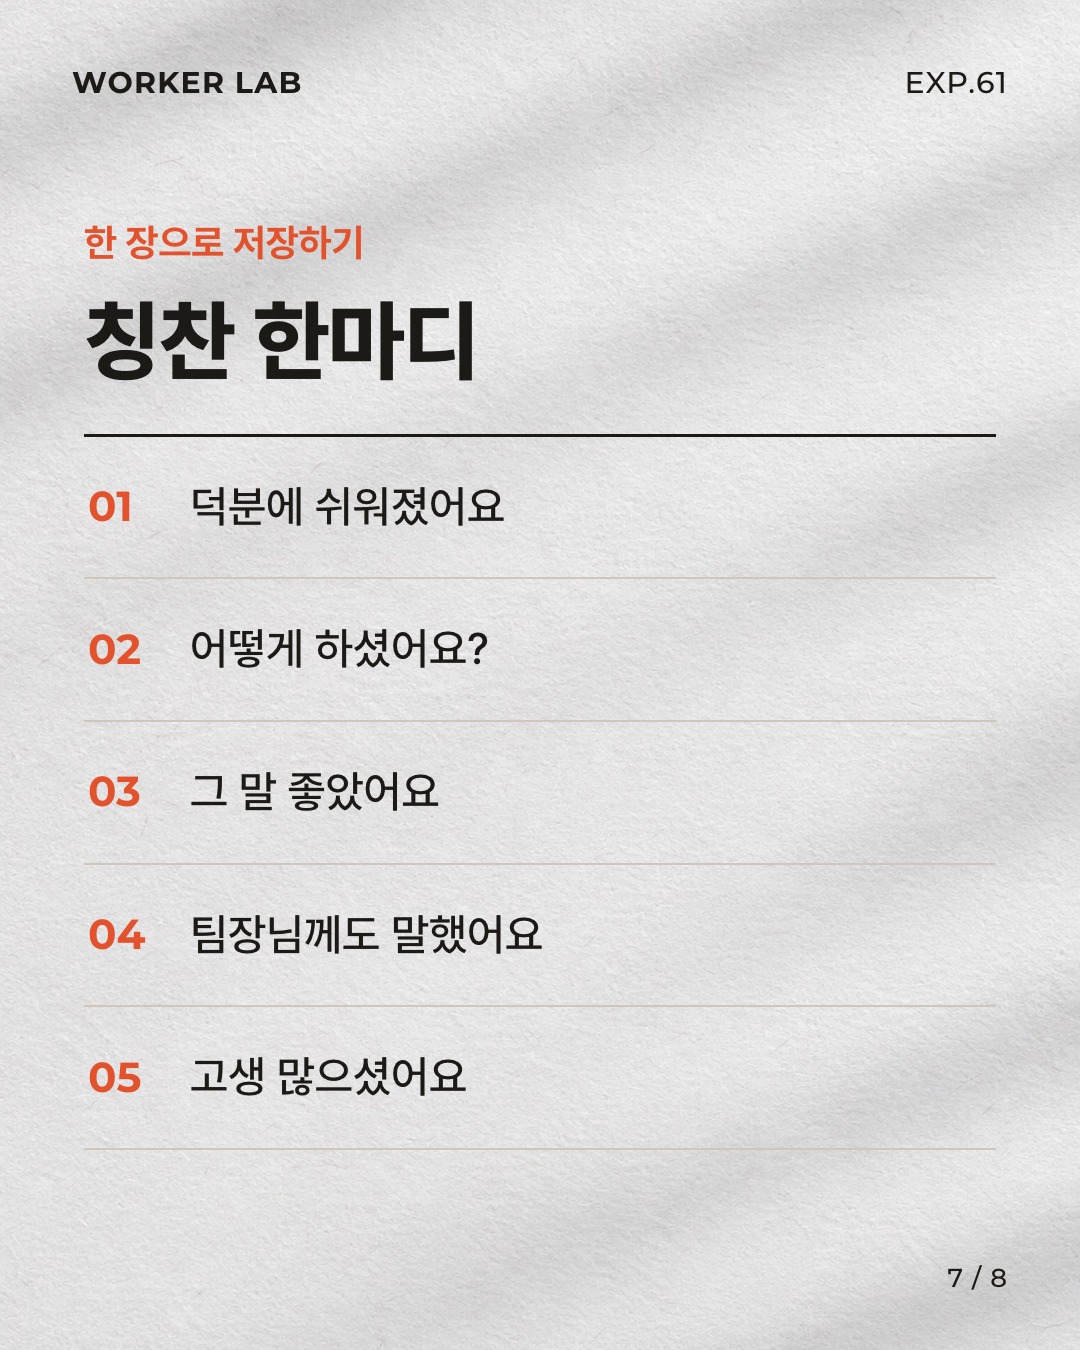 WORKER LAB
EXP.61
한 장으로 저장하기
칭찬 한마디
01 덕분에 쉬워졌어요
02 어떻게 하셨어요?
03 그 말 좋았어요
04 팀장님께도 말했어요
05 고생 많으셨어요
7 / 8